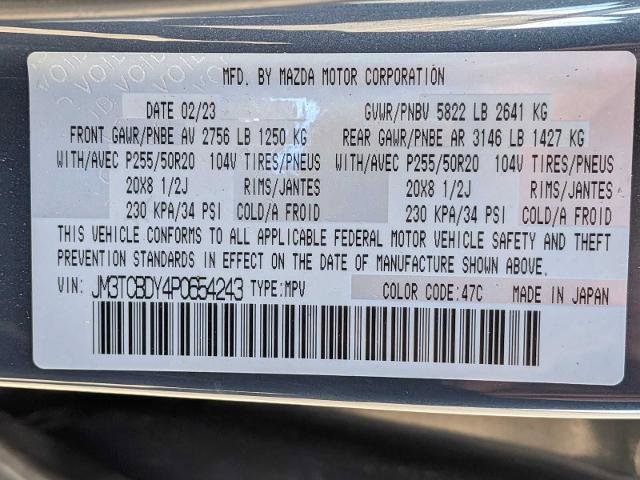 VOID VOID VOID
MFD. BY MAZDA MOTOR CORPORATION
DATE 02/23 GVWR/PNBV 5822 LB 2641 KG
FRONT GAWR/PNBE AV 2756 LB 1250 KG REAR GAWR/PNBE AR 3146 LB 1427 KG
WITH/AVEC P255/50R20 104V TIRES/PNEUS WITH/AVEC P255/50R20 104V TIRES/PNEUS
20X8 1/2J RIMS/JANTES 20X8 1/2J RIMS/JANTES
230 KPA/34 PSI COLD/A FROID 230 KPA/34 PSI COLD/A FROID
THIS VEHICLE CONFORMS TO ALL APPLICABLE FEDERAL MOTOR VEHICLE SAFETY AND THEFT
PREVENTION STANDARDS IN EFFECT ON THE DATE OF MANUFACTURE SHOWN ABOVE.
VIN: JM3TCBDY4P0654243 TYPE:MPV COLOR CODE:47C MADE IN JAPAN